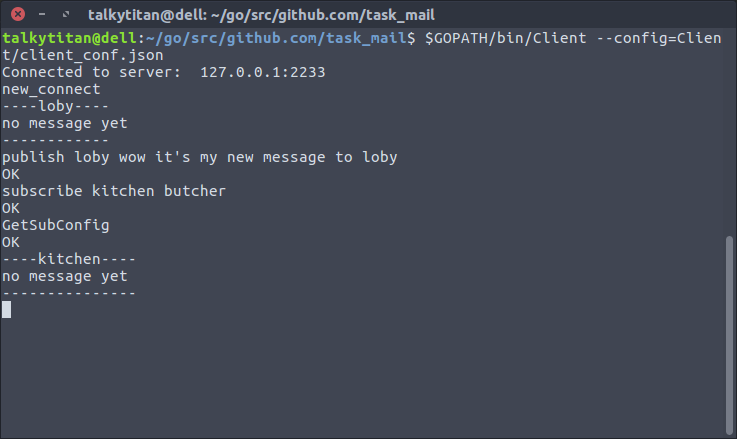 talkytitan@dell: ~/go/src/github.com/task_mail
talkytitan@dell:~/go/src/github.com/task_mail$ $GOPATH/bin/Client --config=Clien
t/client_conf.json
Connected to server:  127.0.0.1:2233
new_connect
----loby----
no message yet
------------
publish loby wow it's my new message to loby
OK
subscribe kitchen butcher
OK
GetSubConfig
OK
----kitchen----
no message yet
---------------